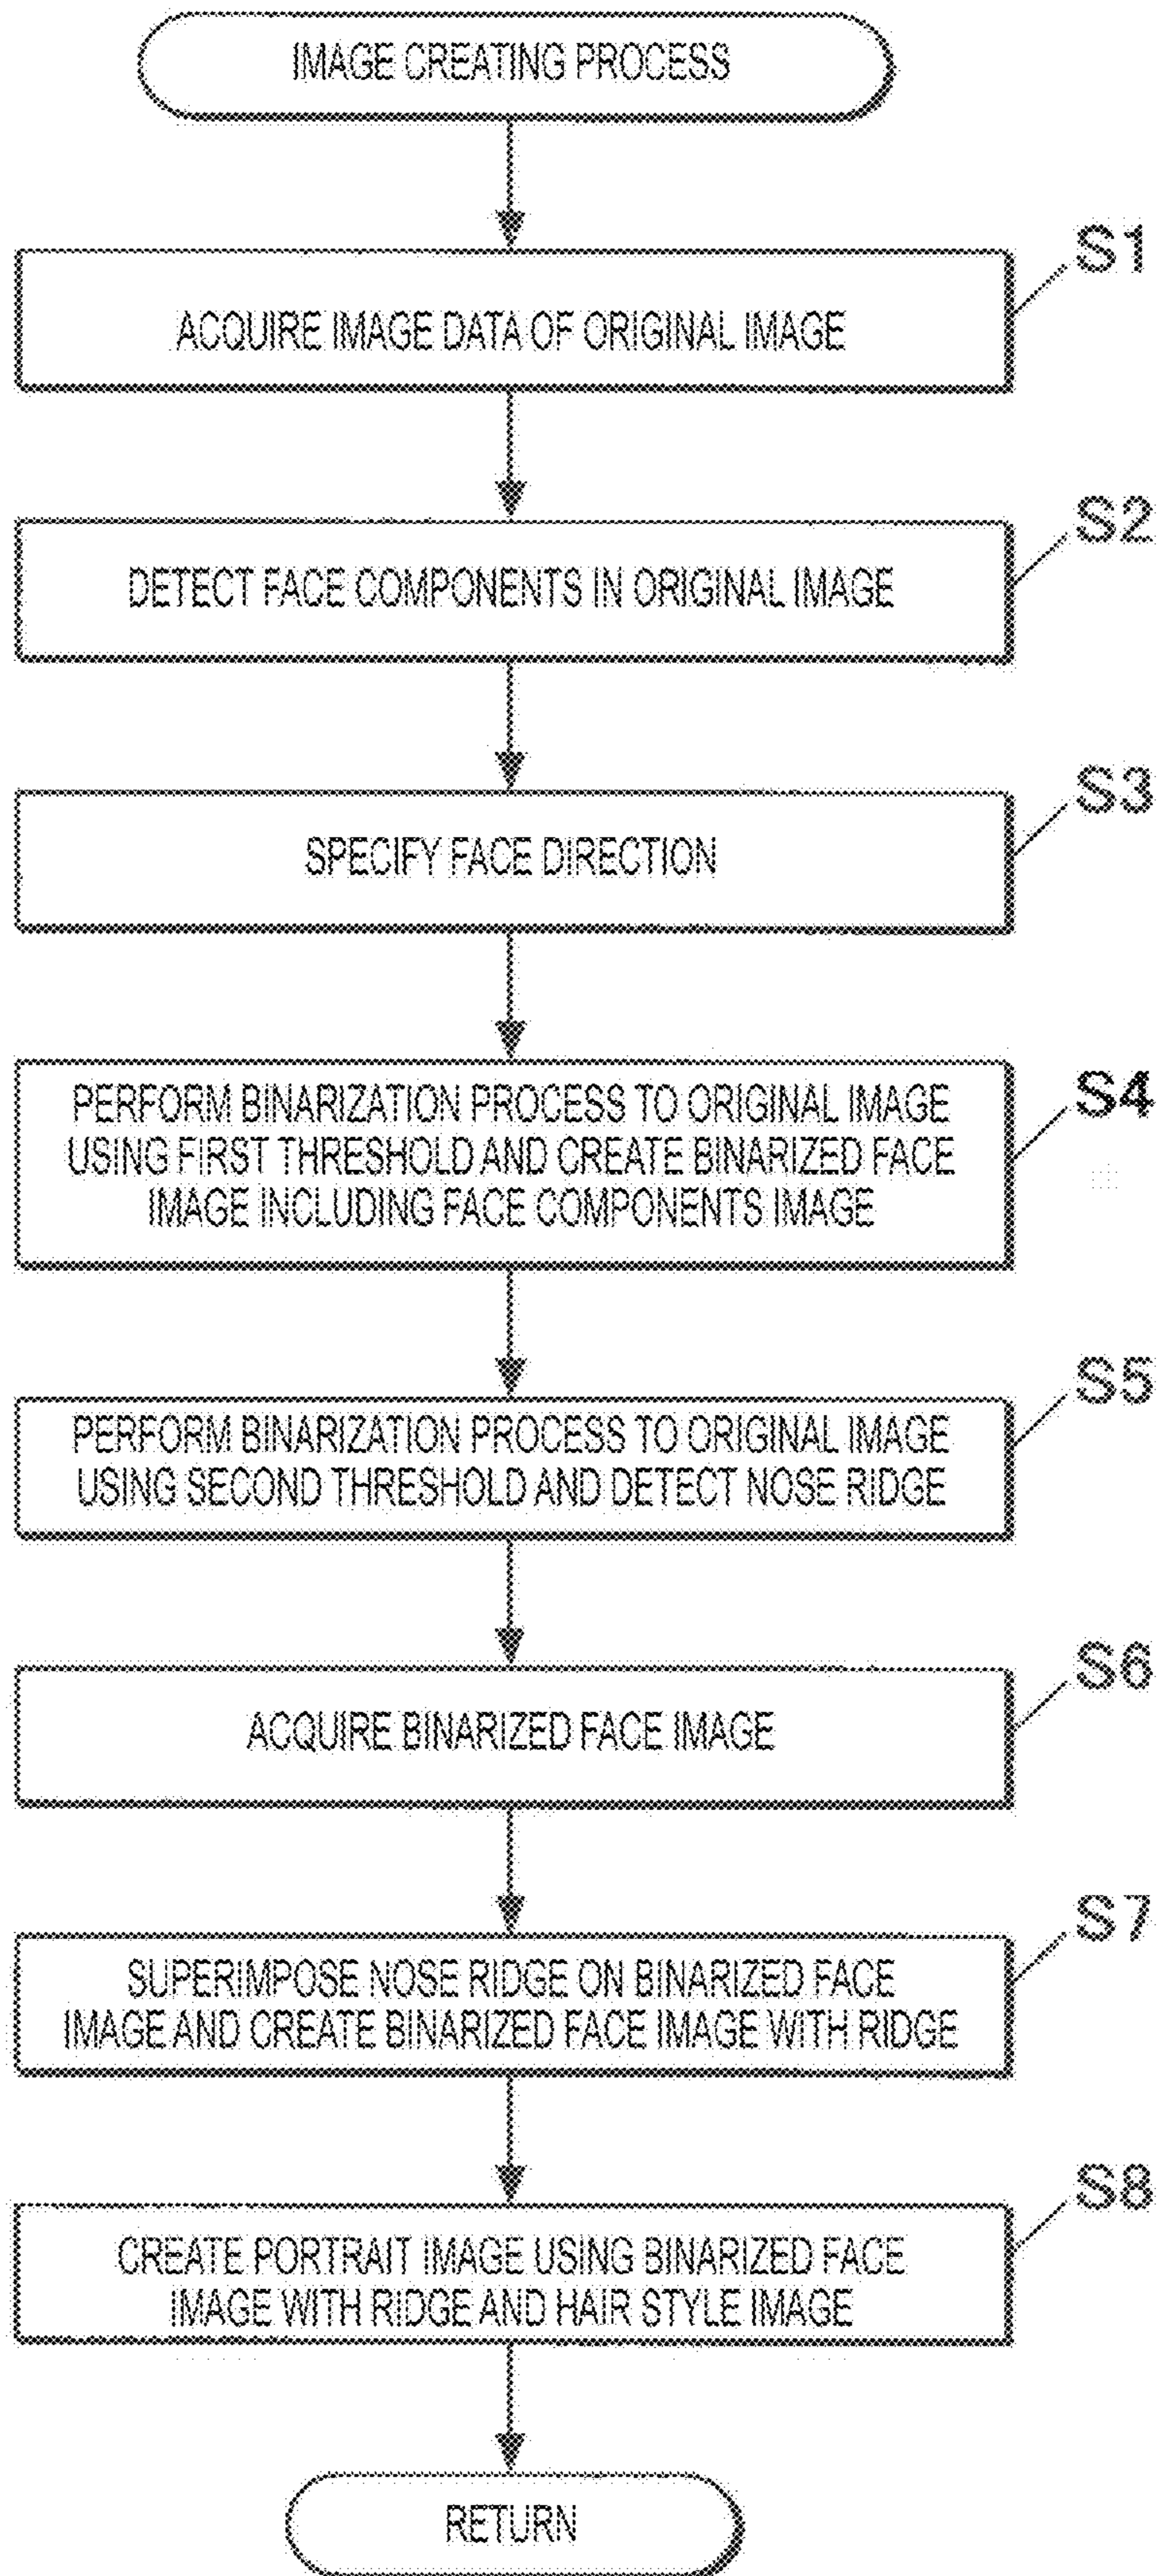 IMAGE CREATING PROCESS
S1
ACQUIRE IMAGE DATA OF ORIGINAL IMAGE
S2
DETECT FACE COMPONENTS IN ORIGINAL IMAGE
S3
SPECIFY FACE DIRECTION
S4
PERFORM BINARIZATION PROCESS TO ORIGINAL IMAGE
USING FIRST THRESHOLD AND CREATE BINARIZED FACE
IMAGE INCLUDING FACE COMPONENTS IMAGE
S5
PERFORM BINARIZATION PROCESS TO ORIGINAL IMAGE
USING SECOND THRESHOLD AND DETECT NOSE RIDGE
S6
ACQUIRE BINARIZED FACE IMAGE
S7
SUPERIMPOSE NOSE RIDGE ON BINARIZED FACE
IMAGE AND CREATE BINARIZED FACE IMAGE WITH RIDGE
S8
CREATE PORTRAIT IMAGE USING BINARIZED FACE
IMAGE WITH RIDGE AND HAIR STYLE IMAGE
RETURN